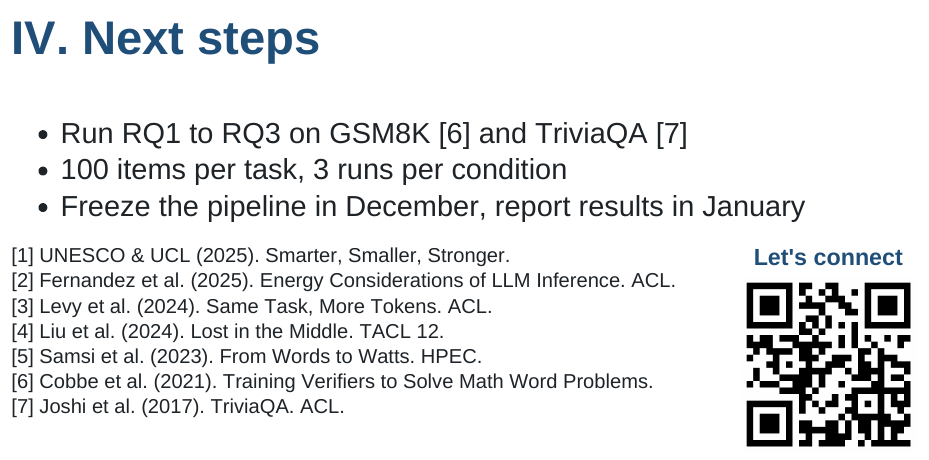 IV. Next steps
• Run RQ1 to RQ3 on GSM8K [6] and TriviaQA [7]
• 100 items per task, 3 runs per condition
• Freeze the pipeline in December, report results in January
[1] UNESCO & UCL (2025). Smarter, Smaller, Stronger.
[2] Fernandez et al. (2025). Energy Considerations of LLM Inference. ACL.
[3] Levy et al. (2024). Same Task, More Tokens. ACL.
[4] Liu et al. (2024). Lost in the Middle. TACL 12.
[5] Samsi et al. (2023). From Words to Watts. HPEC.
[6] Cobbe et al. (2021). Training Verifiers to Solve Math Word Problems.
[7] Joshi et al. (2017). TriviaQA. ACL.
Let's connect